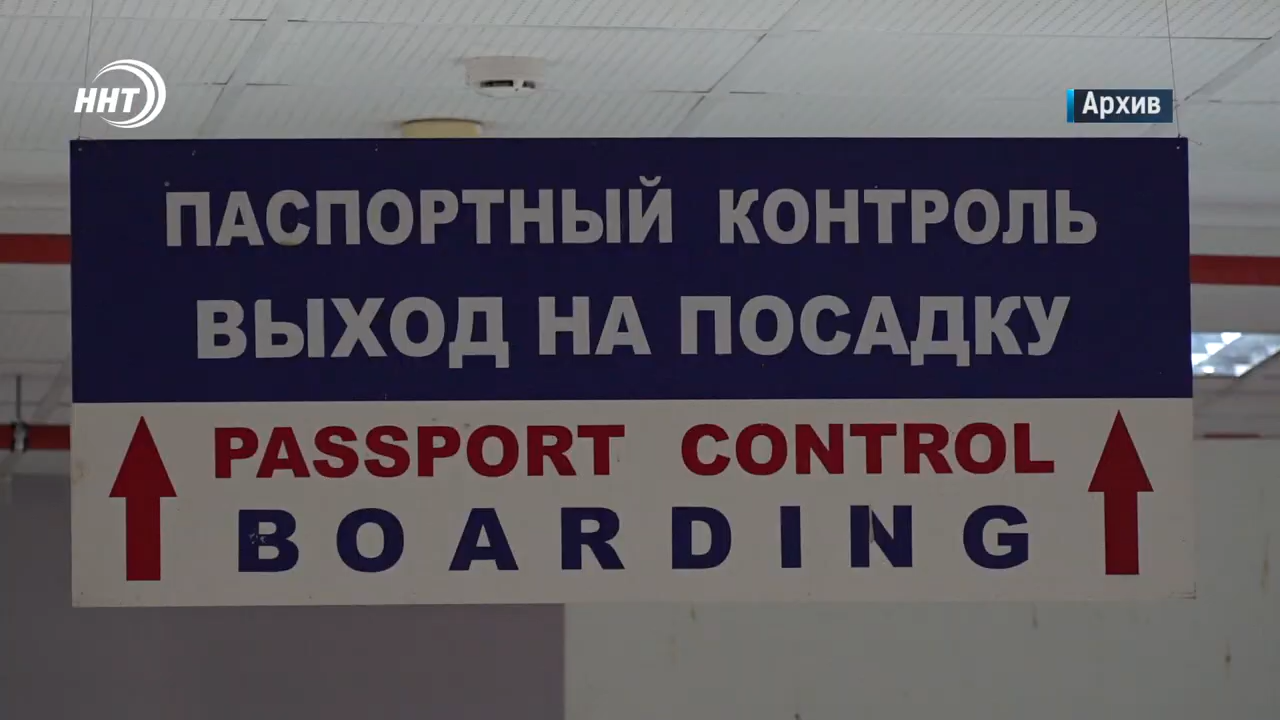 ННТ
Архив
ПАСПОРТНЫЙ КОНТРОЛЬ
ВЫХОД НА ПОСАДКУ
PASSPORT CONTROL
BOARDING